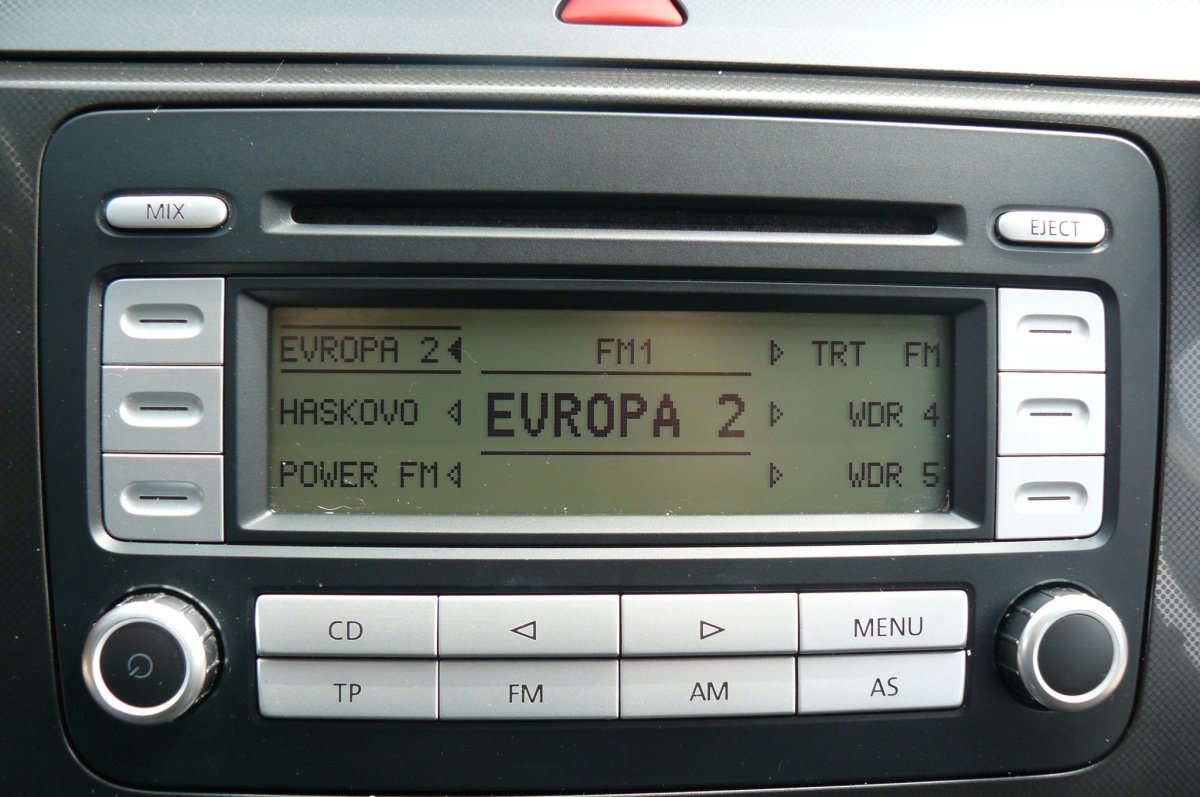 MIX
EJECT
EVROPA 2 FM1 TRT FM
HASKOVO EVROPA 2 WDR 4
POWER FM WDR 5
CD MENU
TP FM AM AS